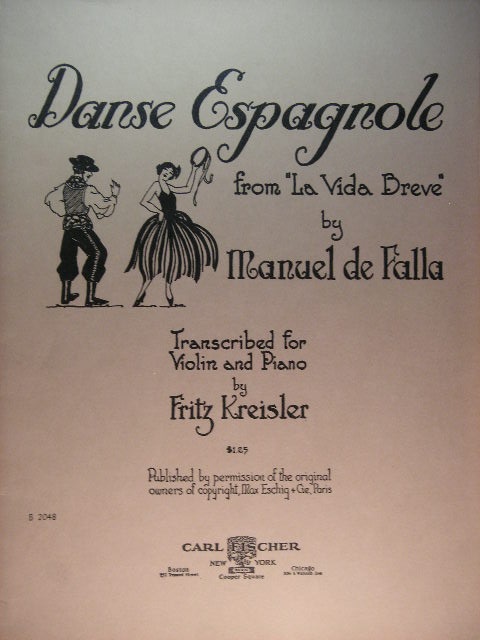 Danse Espagnole
from "La Vida Breve"
by
Manuel de Falla
Transcribed for
Violin and Piano
by
Fritz Kreisler
$1.25
Published by permission of the original
owners of copyright, Max Eschig & Cie, Paris
B 2048
CARL FISCHER
NEW YORK
Boston
Cooper Square
Chicago